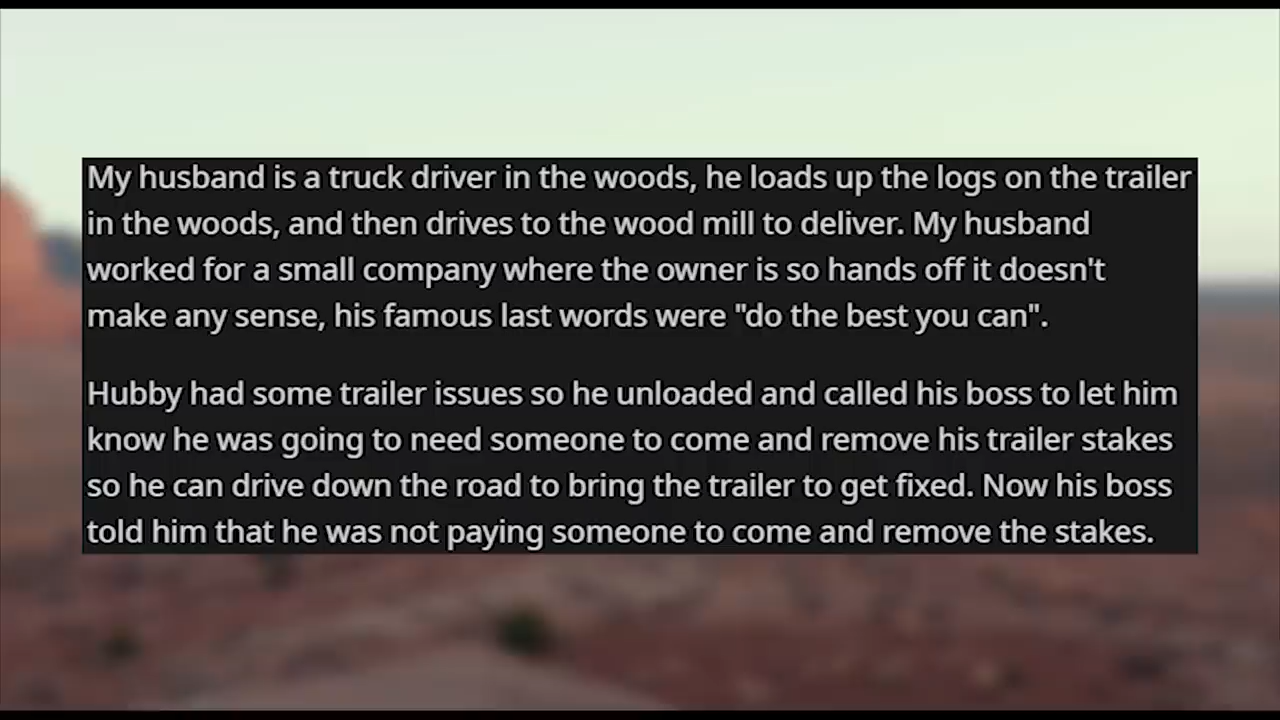 My husband is a truck driver in the woods, he loads up the logs on the trailer
in the woods, and then drives to the wood mill to deliver. My husband
worked for a small company where the owner is so hands off it doesn't
make any sense, his famous last words were "do the best you can".
Hubby had some trailer issues so he unloaded and called his boss to let him
know he was going to need someone to come and remove his trailer stakes
so he can drive down the road to bring the trailer to get fixed. Now his boss
told him that he was not paying someone to come and remove the stakes.